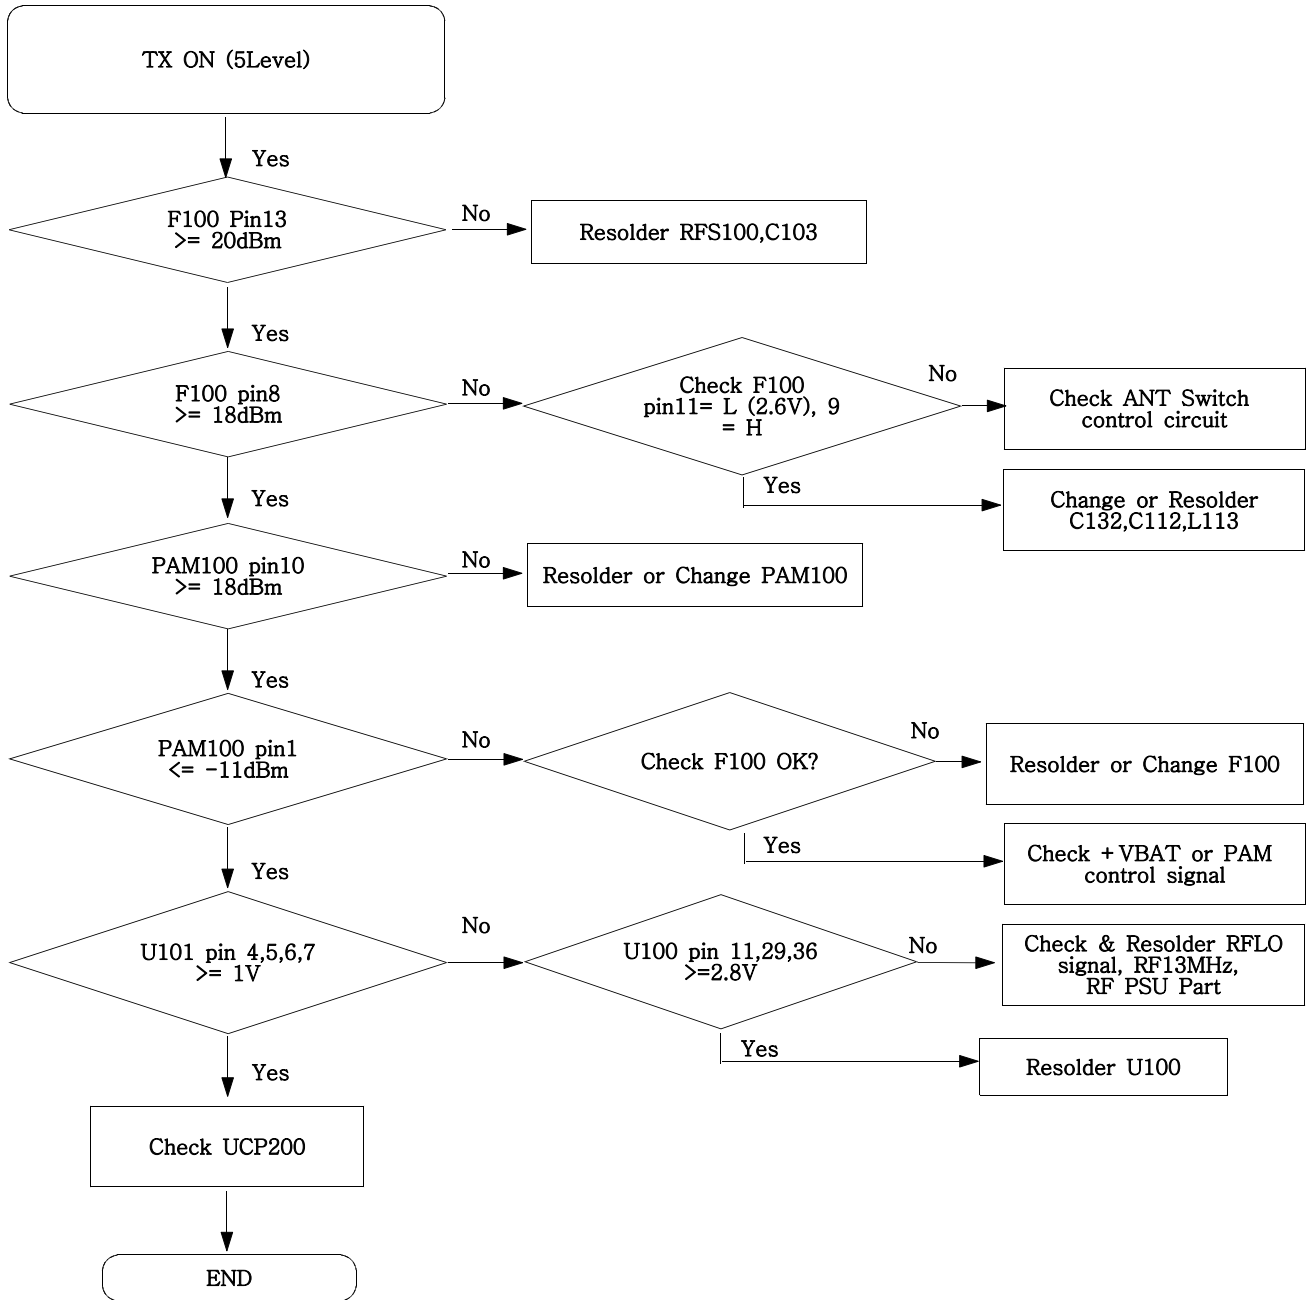 TX ON (5Level)
Yes
F100 Pin13
>= 20dBm
No
Resolder RFS100,C103
Yes
F100 pin8
>= 18dBm
No
Check F100
pin11= L (2.6V), 9
= H
No
Check ANT Switch
control circuit
Yes
Change or Resolder
C132,C112,L113
Yes
PAM100 pin10
>= 18dBm
No
Resolder or Change PAM100
Yes
PAM100 pin1
<= -11dBm
No
Check F100 OK?
No
Resolder or Change F100
Yes
Check +VBAT or PAM
control signal
Yes
U101 pin 4,5,6,7
>= 1V
No
U100 pin 11,29,36
>=2.8V
No
Check & Resolder RFLO
signal, RF13MHz,
RF PSU Part
Yes
Resolder U100
Yes
Check UCP200
END